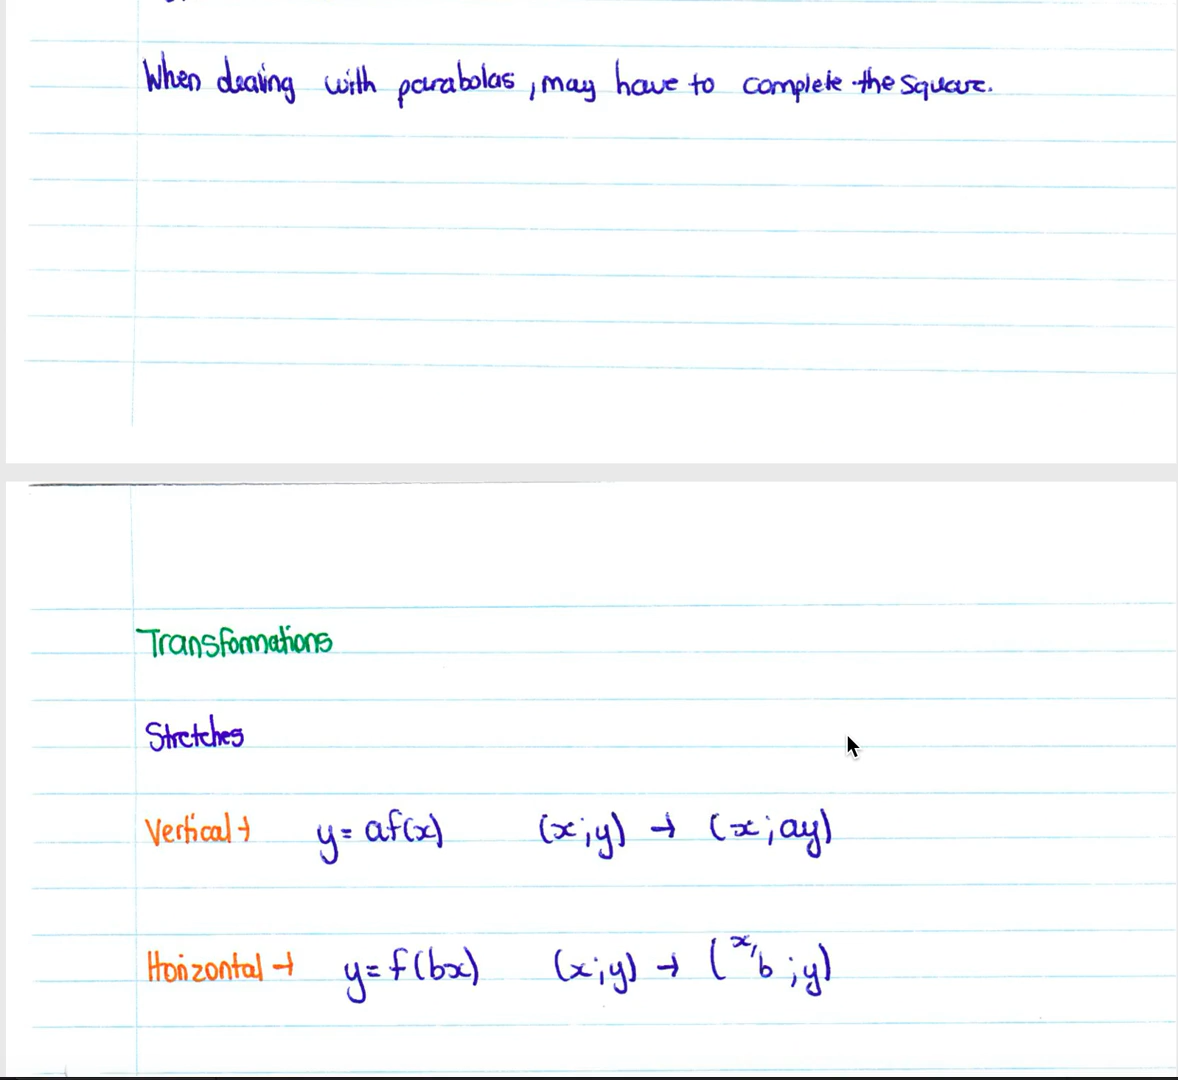 When dealing with parabolas, may have to complete the square.
Transformations
Stretches
Vertical → y = af(x) (x;y) → (x;ay)
Horizontal → y = f(bx) (x;y) → (x/b ;y)